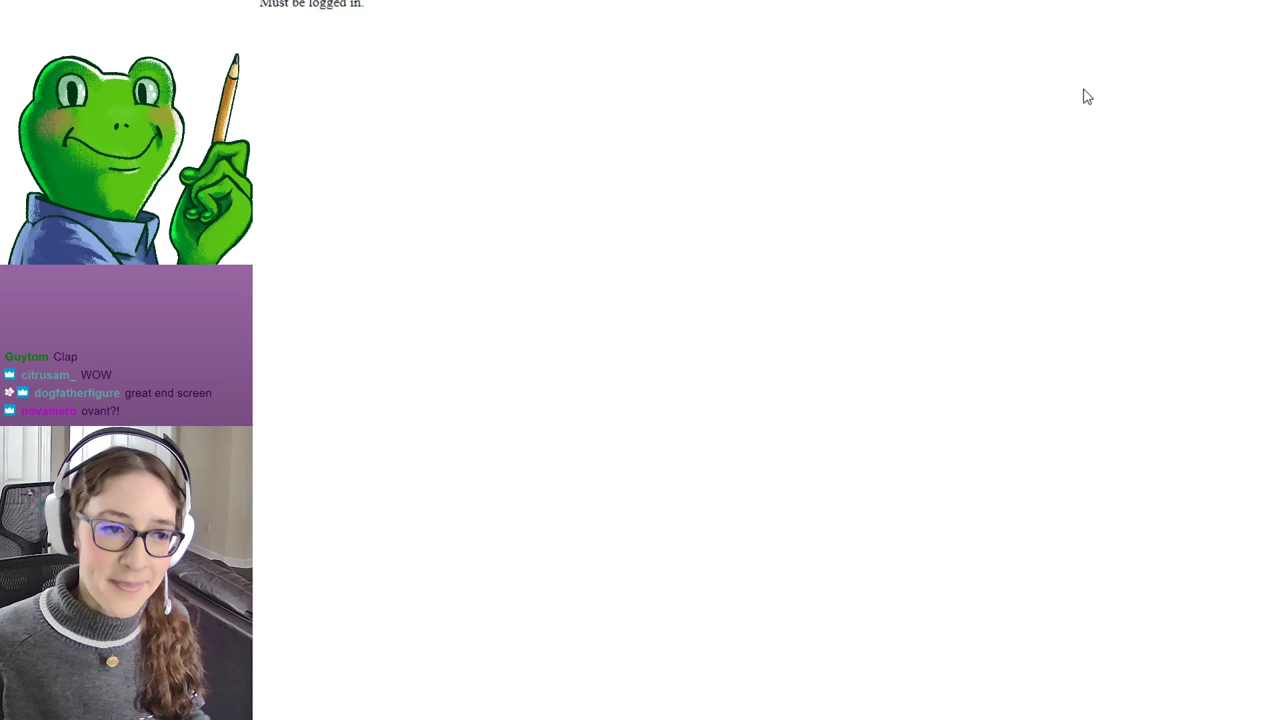 Must be logged in.
Guytom Clap
citrusam_ WOW
dogfatherfigure great end screen
novamero ovant?!